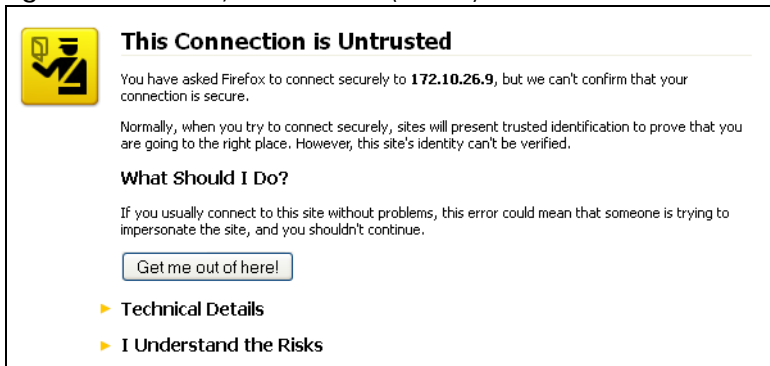 This Connection is Untrusted
You have asked Firefox to connect securely to 172.10.26.9, but we can't confirm that your
connection is secure.
Normally, when you try to connect securely, sites will present trusted identification to prove that you
are going to the right place. However, this site's identity can't be verified.
What Should I Do?
If you usually connect to this site without problems, this error could mean that someone is trying to
impersonate the site, and you shouldn't continue.
Get me out of here!
Technical Details
I Understand the Risks